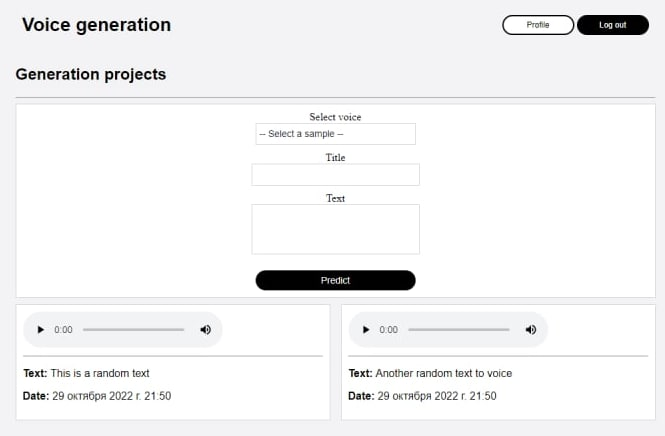 Voice generation
Profile
Log out
Generation projects
Select voice
-- Select a sample --
Title
Text
Predict
0:00
Text: This is a random text
Date: 29 октября 2022 г. 21:50
0:00
Text: Another random text to voice
Date: 29 октября 2022 г. 21:50